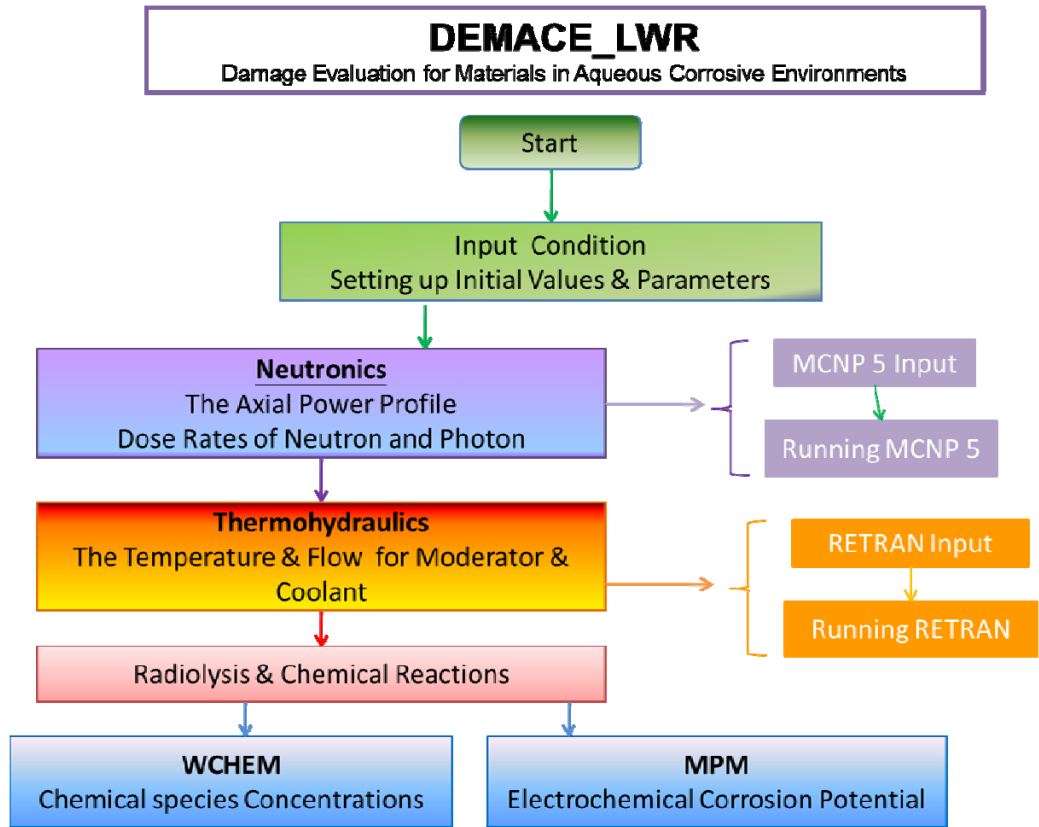 DEMACE_LWR
Damage Evaluation for Materials in Aqueous Corrosive Environments
Start
Input Condition
Setting up Initial Values & Parameters
Neutronics
The Axial Power Profile
Dose Rates of Neutron and Photon
MCNP 5 Input
Running MCNP 5
Thermohydraulics
The Temperature & Flow for Moderator &
Coolant
RETRAN Input
Running RETRAN
Radiolysis & Chemical Reactions
WCHEM
Chemical species Concentrations
MPM
Electrochemical Corrosion Potential